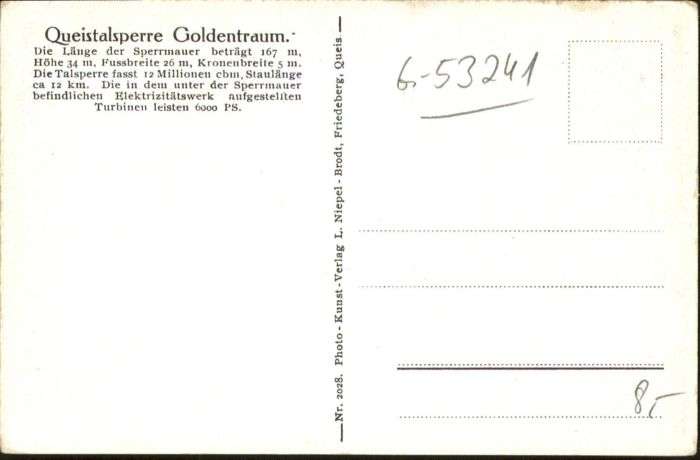 Queistalsperre Goldentraum.
Die Länge der Sperrmauer beträgt 167 m,
Höhe 34 m, Fussbreite 26 m, Kronenbreite 5 m.
Die Talsperre fasst 12 Millionen cbm, Staulänge
ca 12 km. Die in dem unter der Sperrmauer
befindlichen Elektrizitätswerk aufgestellten
Turbinen leisten 6000 PS.
Nr. 2028. Photo-Kunst-Verlag L. Niepel-Brodt, Friedeberg, Queis.
6-53241
8,-